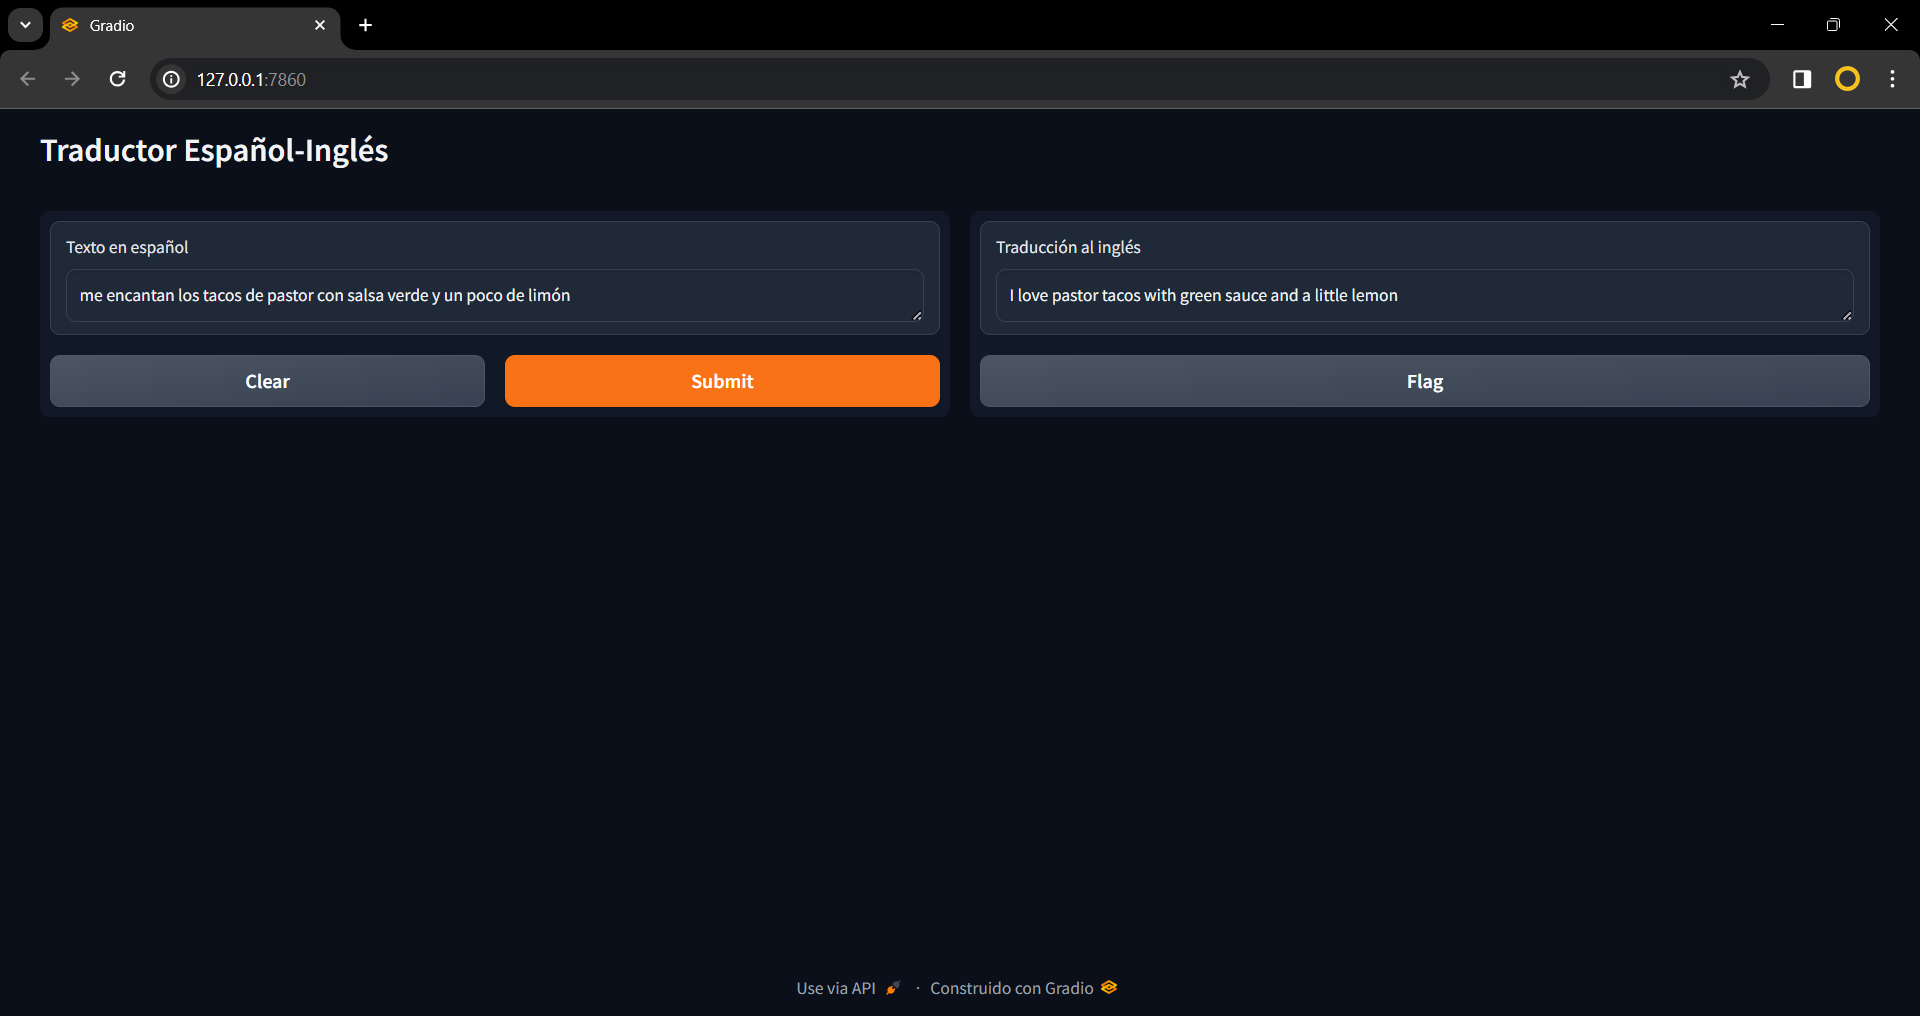 Gradio
127.0.0.1:7860
Traductor Español-Inglés
Texto en español
me encantan los tacos de pastor con salsa verde y un poco de limón
Clear
Submit
Traducción al inglés
I love pastor tacos with green sauce and a little lemon
Flag
Use via API · Construido con Gradio